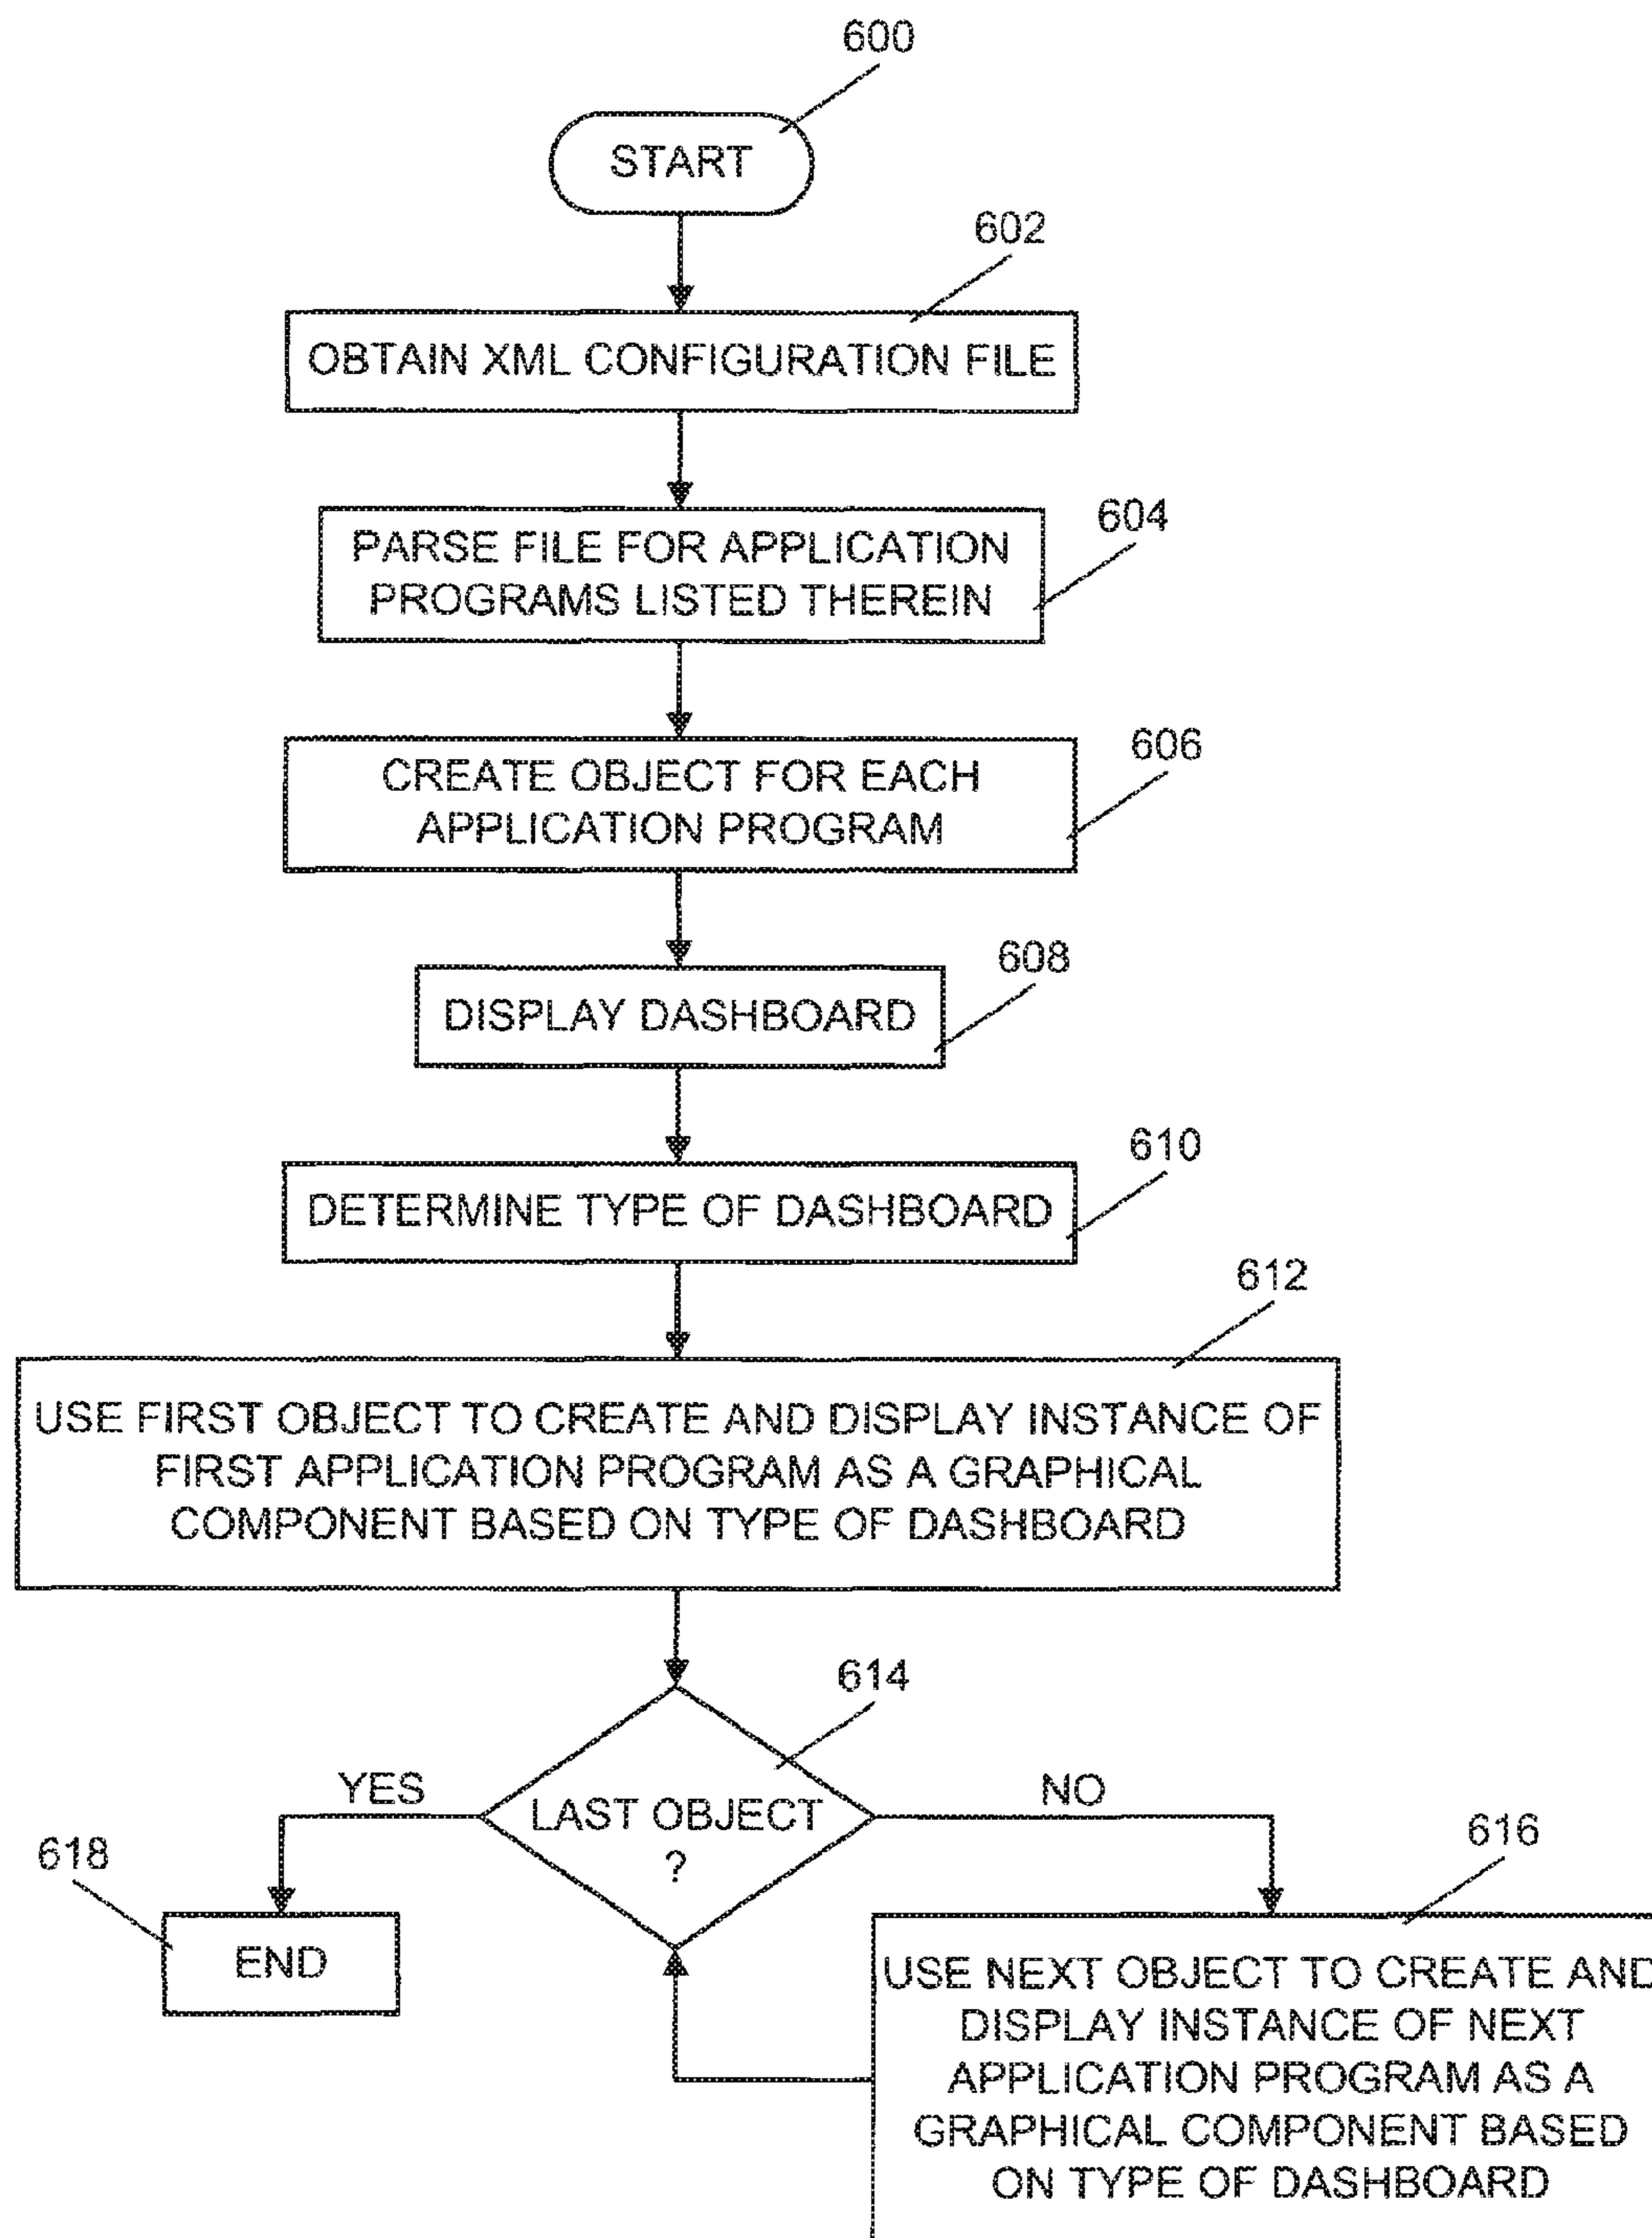 600
START
602
OBTAIN XML CONFIGURATION FILE
604
PARSE FILE FOR APPLICATION
PROGRAMS LISTED THEREIN
606
CREATE OBJECT FOR EACH
APPLICATION PROGRAM
608
DISPLAY DASHBOARD
610
DETERMINE TYPE OF DASHBOARD
612
USE FIRST OBJECT TO CREATE AND DISPLAY INSTANCE OF
FIRST APPLICATION PROGRAM AS A GRAPHICAL
COMPONENT BASED ON TYPE OF DASHBOARD
614
YES
NO
LAST OBJECT
?
618
END
616
USE NEXT OBJECT TO CREATE AND
DISPLAY INSTANCE OF NEXT
APPLICATION PROGRAM AS A
GRAPHICAL COMPONENT BASED
ON TYPE OF DASHBOARD